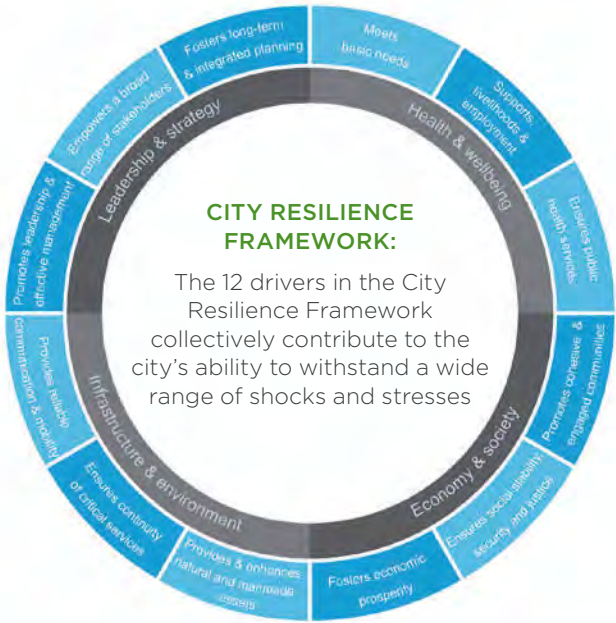 CITY RESILIENCE
FRAMEWORK:
The 12 drivers in the City
Resilience Framework
collectively contribute to the
city’s ability to withstand a wide
range of shocks and stresses
Health & wellbeing
Economy & society
Infrastructure & environment
Leadership & strategy
Meets
basic needs
Supports
livelihoods &
employment
Ensures public
health services
Promotes cohesive &
engaged communities
Ensures social stability,
security and justice
Fosters economic
prosperity
Provides & enhances
natural and manmade
assets
Ensures continuity
of critical services
Provides reliable
communication & mobility
Promotes leadership &
effective management
Empowers a broad
range of stakeholders
Fosters long-term
& integrated planning